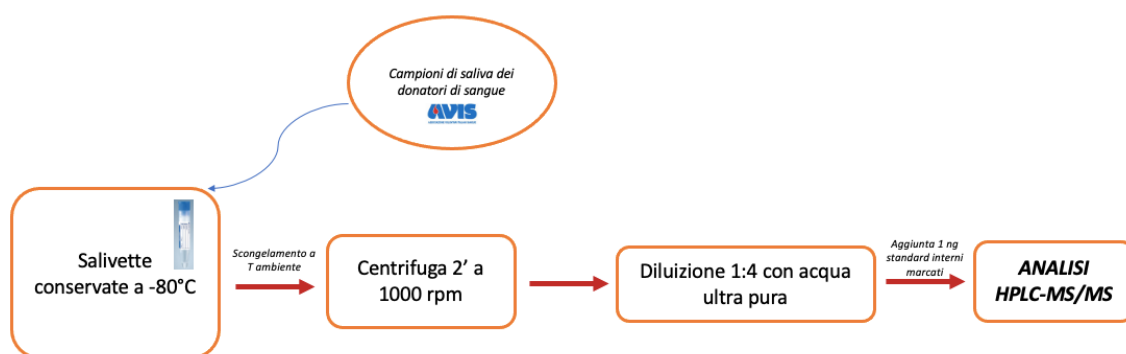 Campioni di saliva dei
donatori di sangue
AVIS
Salivette
conservate a -80°C
Scongelamento a
T ambiente
Centrifuga 2’ a
1000 rpm
Diluizione 1:4 con acqua
ultra pura
Aggiunta 1 ng
standard interni
marcati
ANALISI
HPLC-MS/MS